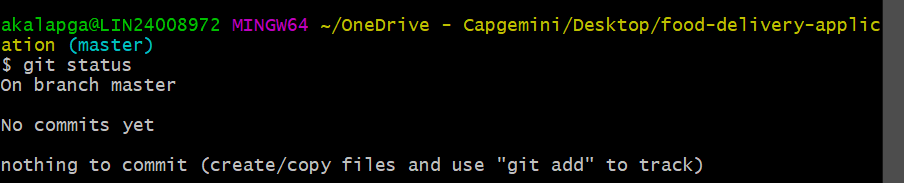 akalapga@LIN24008972 MINGW64 ~/OneDrive - Capgemini/Desktop/food-delivery-applic
ation (master)
$ git status
On branch master
No commits yet
nothing to commit (create/copy files and use "git add" to track)